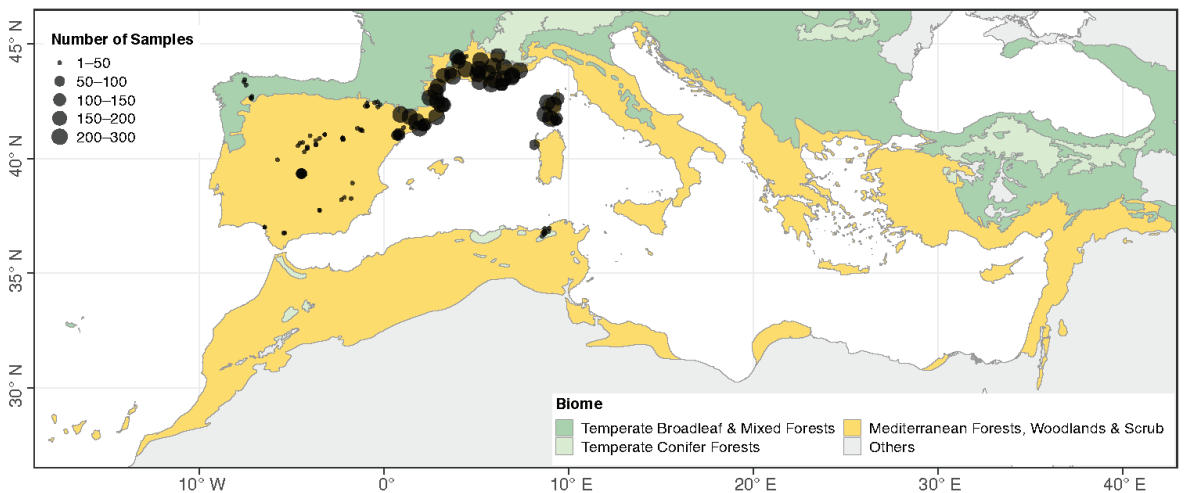 45° N
40° N
35° N
30° N
Number of Samples
1–50
50–100
100–150
150–200
200–300
Biome
Temperate Broadleaf & Mixed Forests
Temperate Conifer Forests
Mediterranean Forests, Woodlands & Scrub
Others
10° W
0°
10° E
20° E
30° E
40° E